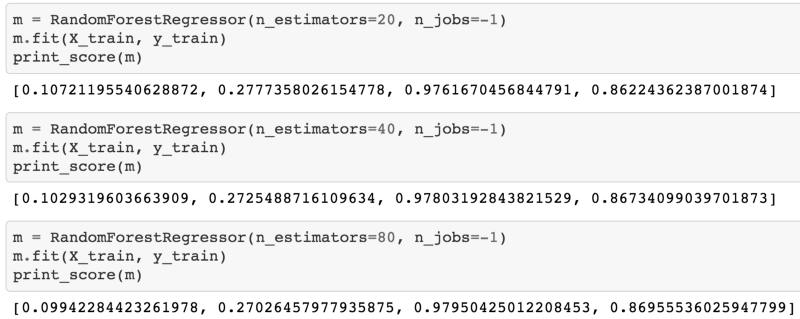 m = RandomForestRegressor(n_estimators=20, n_jobs=-1)
m.fit(X_train, y_train)
print_score(m)
[0.10721195540628872, 0.2777358026154778, 0.9761670456844791, 0.86224362387001874]
m = RandomForestRegressor(n_estimators=40, n_jobs=-1)
m.fit(X_train, y_train)
print_score(m)
[0.1029319603663909, 0.2725488716109634, 0.97803192843821529, 0.86734099039701873]
m = RandomForestRegressor(n_estimators=80, n_jobs=-1)
m.fit(X_train, y_train)
print_score(m)
[0.09942284423261978, 0.27026457977935875, 0.97950425012208453, 0.86955536025947799]